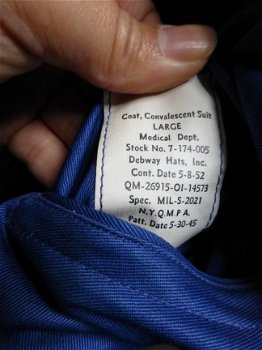 Coat, Convalescent Suit
LARGE
Medical Dept.
Stock No. 7-174-005
Debway Hats, Inc.
Cont. Date 5-8-52
QM-26915-OI-14573
Spec. MIL-S-2021
N.Y.Q.M.P.A.
Patt. Date 5-30-45